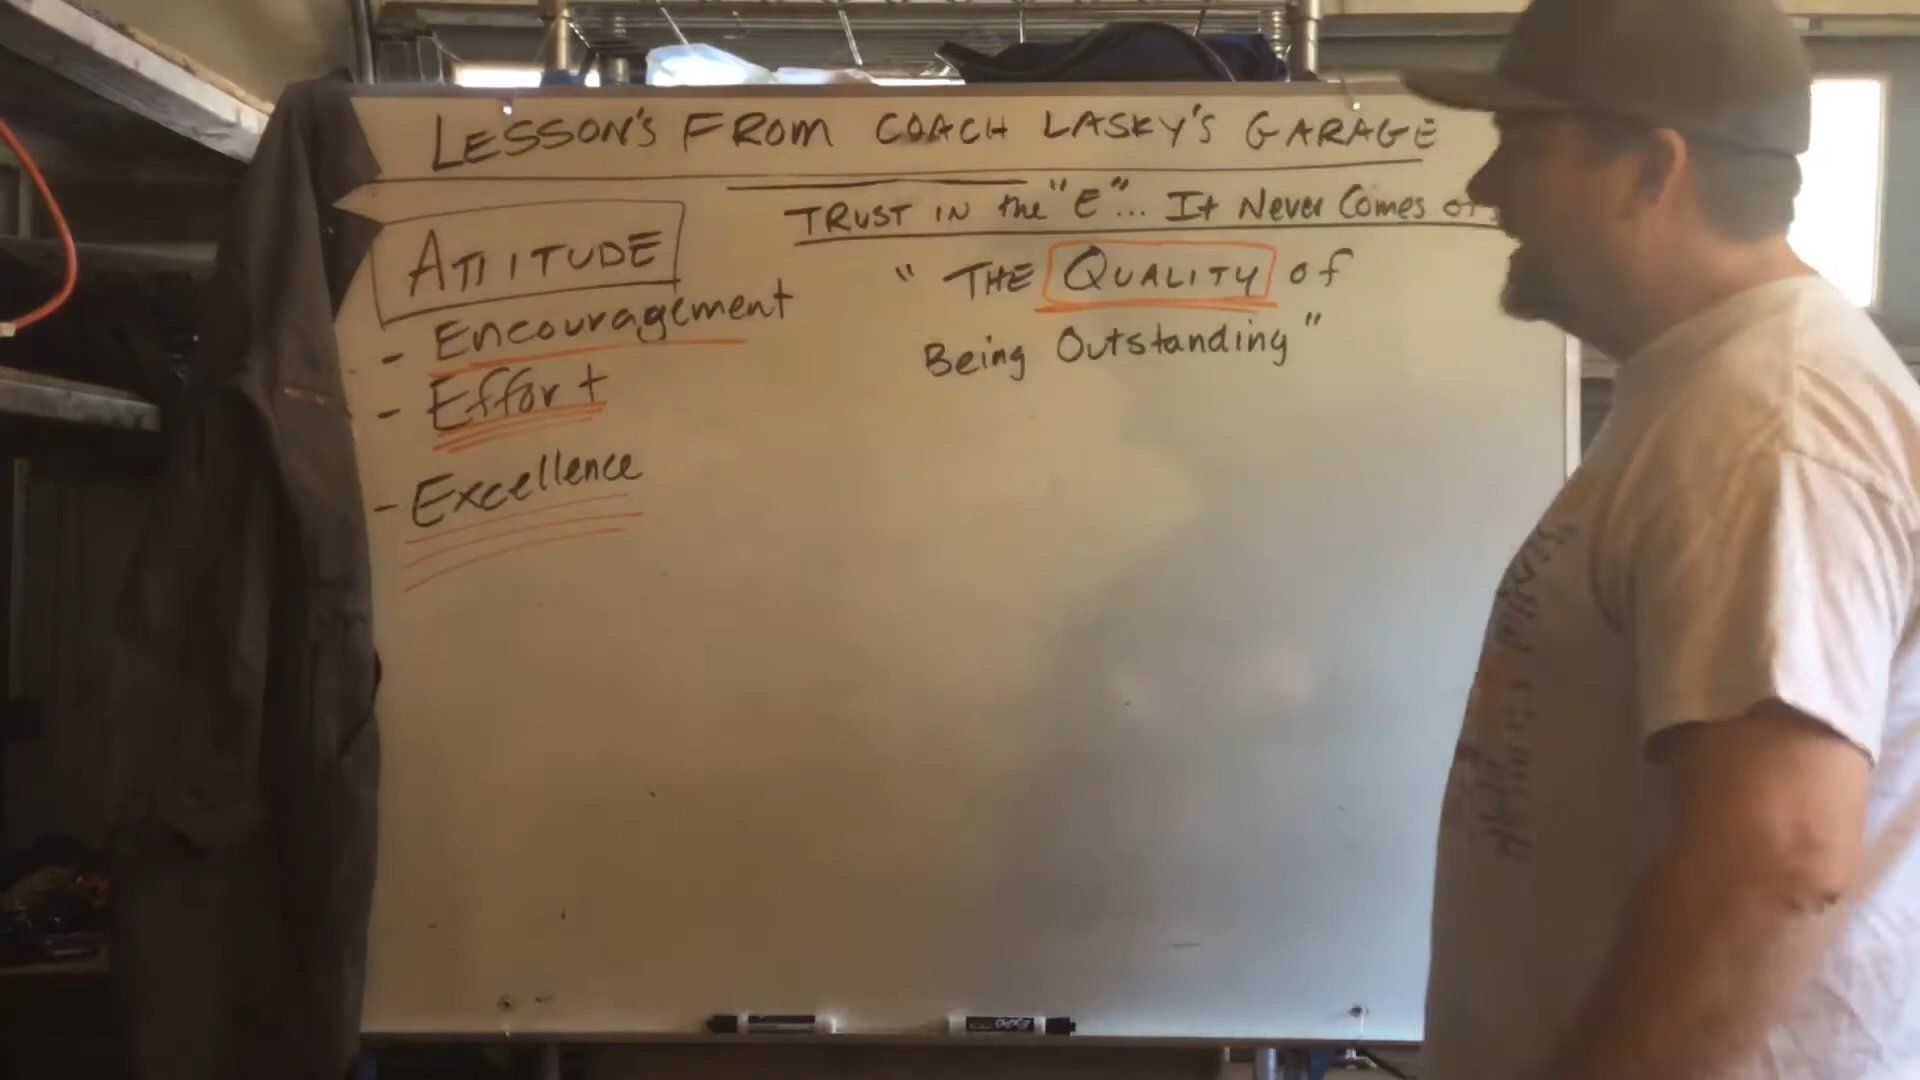 LESSON'S FROM COACH LASKY'S GARAGE
TRUST IN the "E"... It Never Comes
ATTITUDE
- Encouragement
- Effort
- Excellence
" THE QUALITY of
Being Outstanding"
EXPO